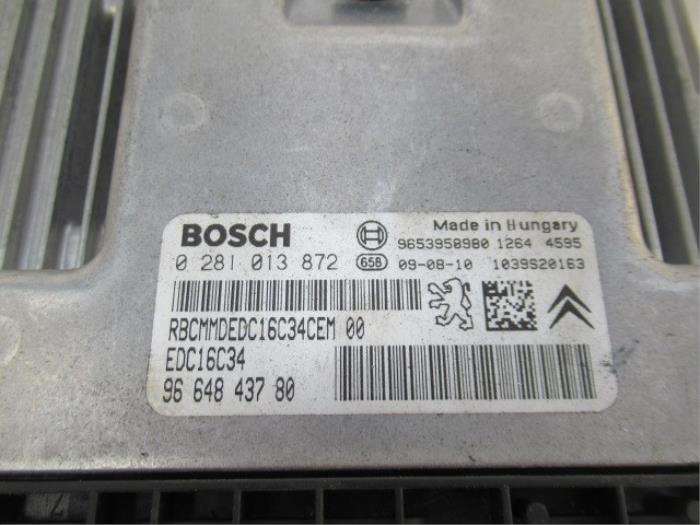 BOSCH
Made in Hungary
9653958980 1264 4595
0 281 013 872 658 09-08-10 1039S20163
RBCMMDEDC16C34CEM 00
EDC16C34
96 648 437 80